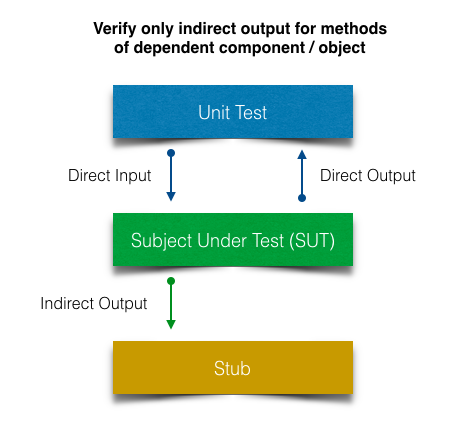 Verify only indirect output for methods
of dependent component / object
Unit Test
Direct Input
Direct Output
Subject Under Test (SUT)
Indirect Output
Stub